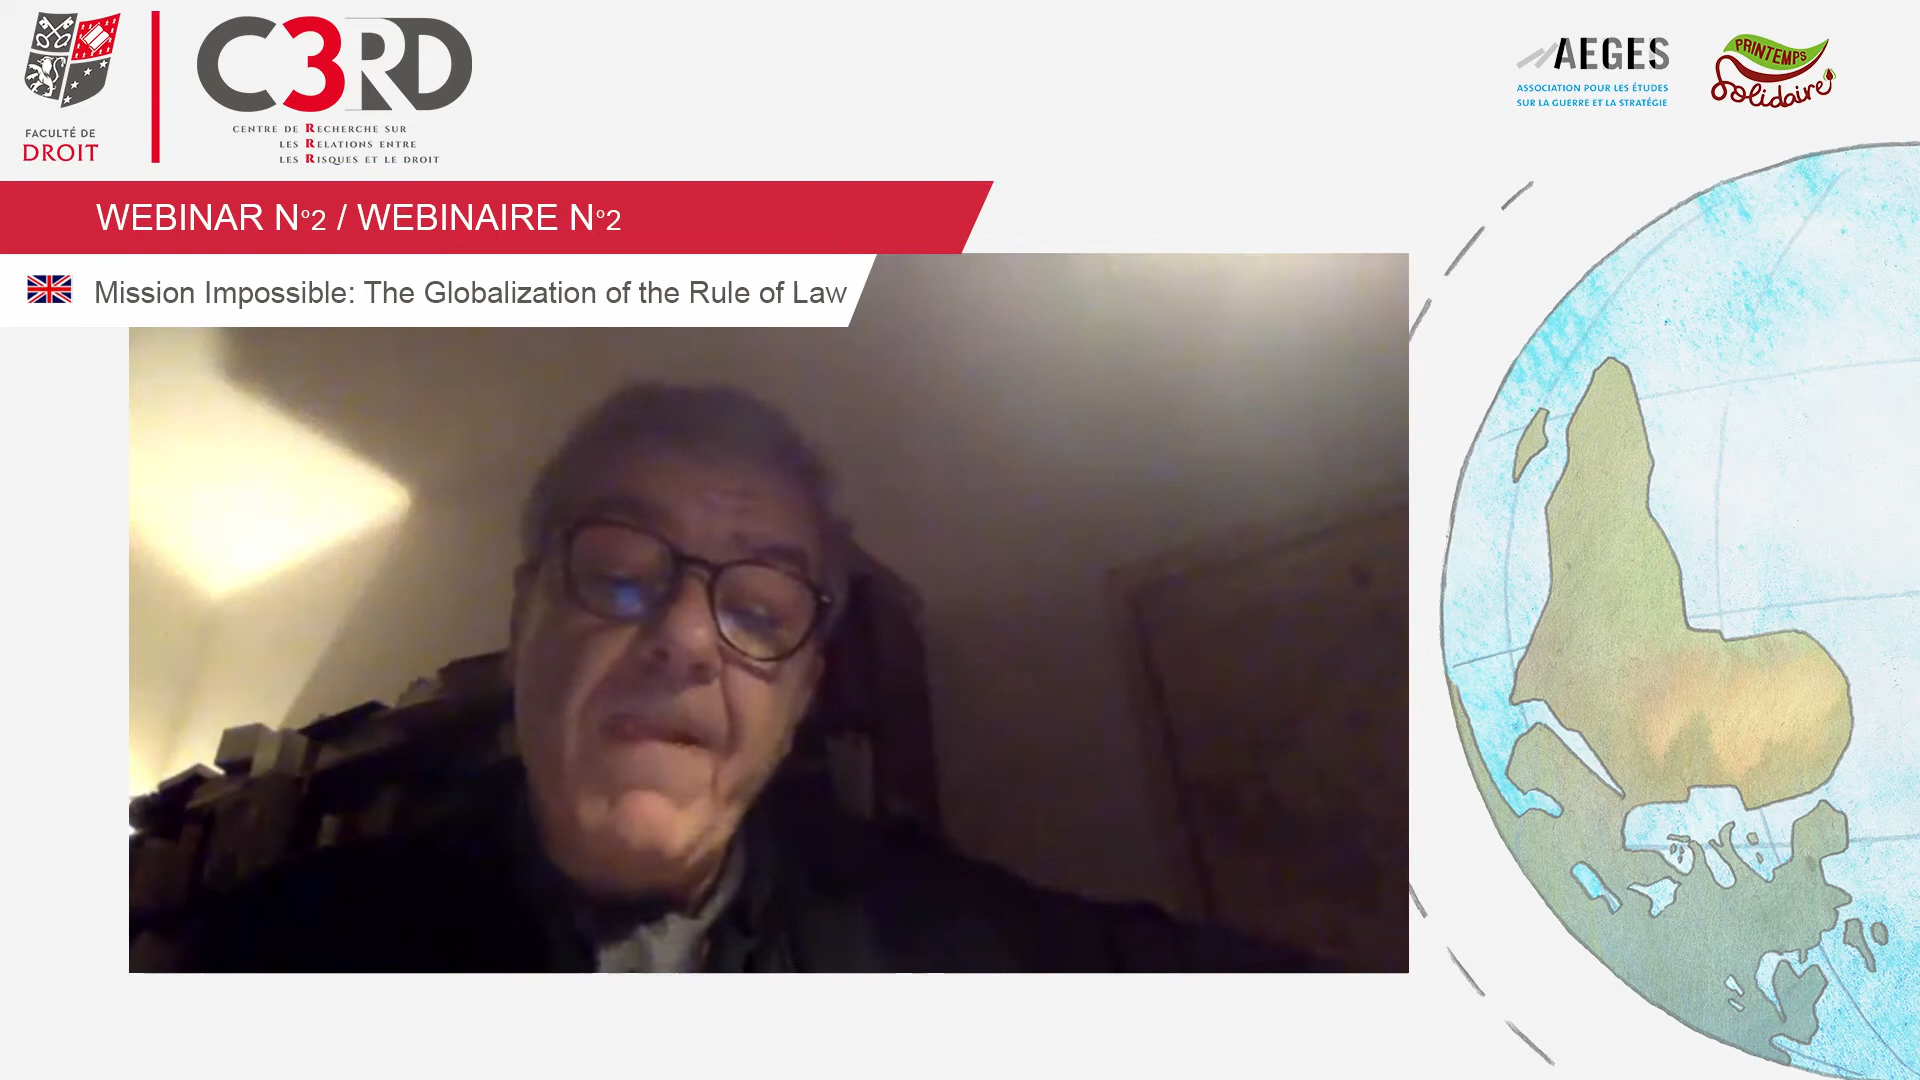 C3RD
FACULTÉ DE
DROIT
CENTRE DE RECHERCHE SUR
LES RELATIONS ENTRE
LES RISQUES ET LE DROIT
AEGES
ASSOCIATION POUR LES ÉTUDES
SUR LA GUERRE ET LA STRATÉGIE
PRINTEMPS
Solidaire
WEBINAR N°2 / WEBINAIRE N°2
Mission Impossible: The Globalization of the Rule of Law